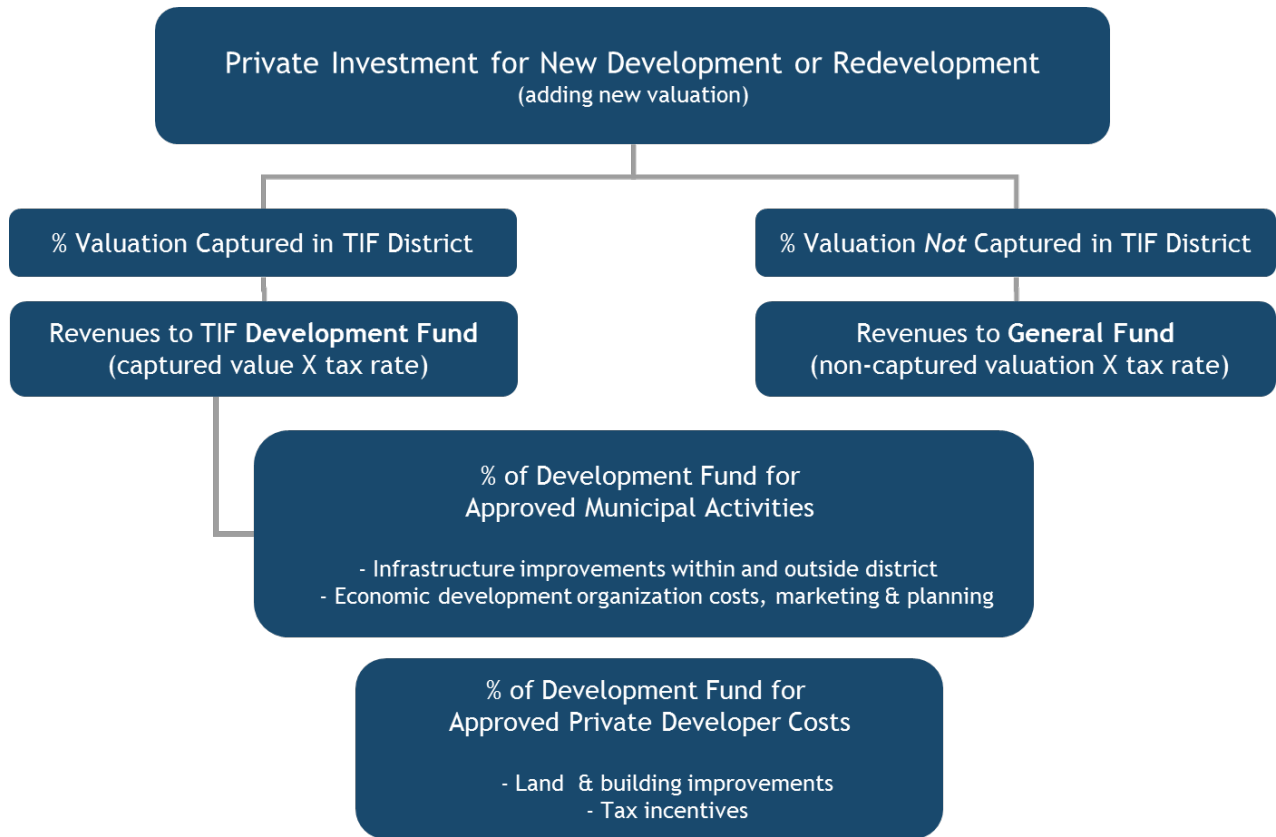 Private Investment for New Development or Redevelopment
(adding new valuation)
% Valuation Captured in TIF District
% Valuation Not Captured in TIF District
Revenues to TIF Development Fund
(captured value X tax rate)
Revenues to General Fund
(non-captured valuation X tax rate)
% of Development Fund for
Approved Municipal Activities
- Infrastructure improvements within and outside district
- Economic development organization costs, marketing & planning
% of Development Fund for
Approved Private Developer Costs
- Land & building improvements
- Tax incentives